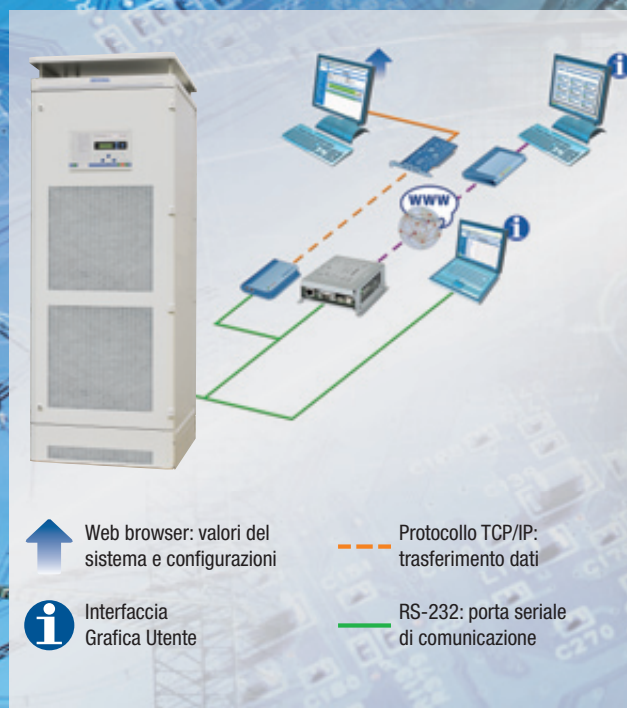 WWW
Web browser: valori del
sistema e configurazioni
Protocollo TCP/IP:
trasferimento dati
Interfaccia
Grafica Utente
RS-232: porta seriale
di comunicazione
C270